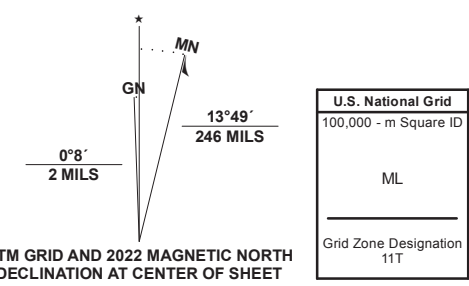 MN
GN
13°49´
246 MILS
0°8´
2 MILS
TM GRID AND 2022 MAGNETIC NORTH
DECLINATION AT CENTER OF SHEET
U.S. National Grid
100,000 - m Square ID
ML
Grid Zone Designation
11T